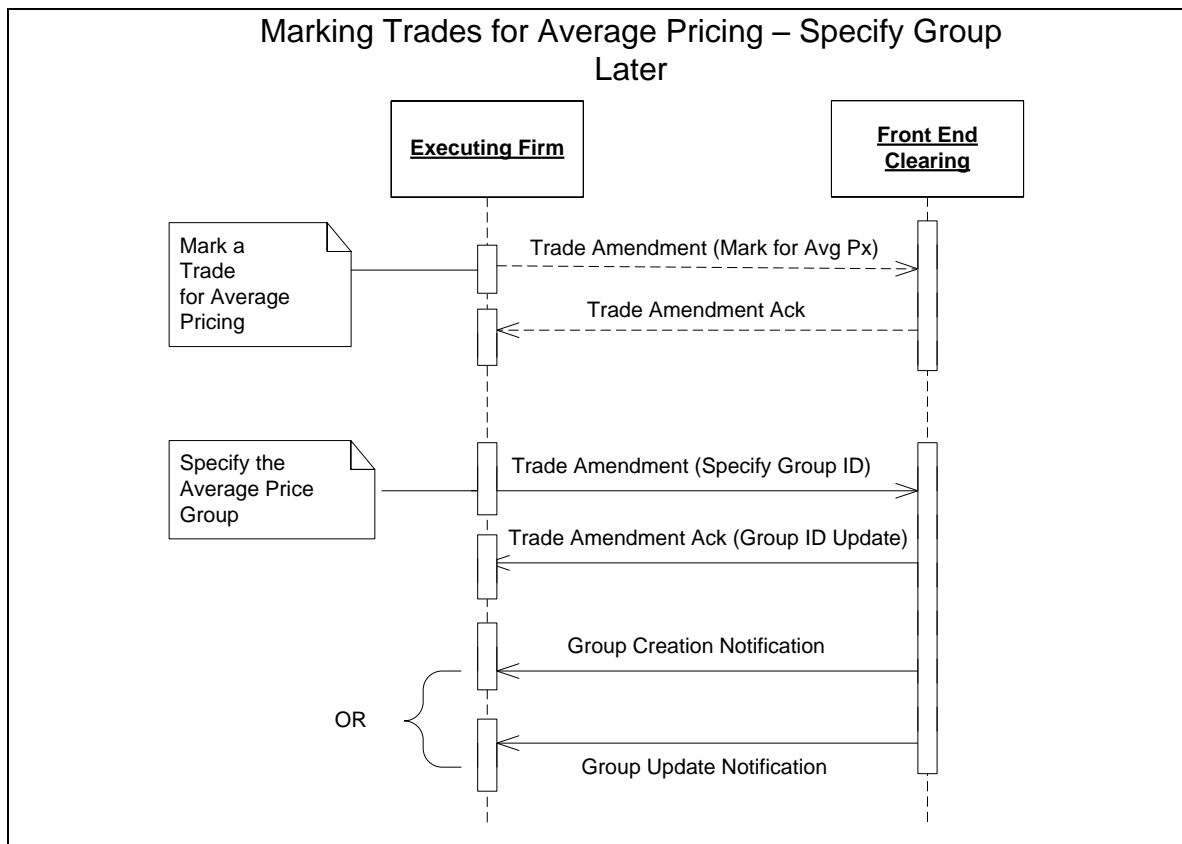 Marking Trades for Average Pricing – Specify Group
Later
Executing Firm
Front End
Clearing
Mark a
Trade
for Average
Pricing
Trade Amendment (Mark for Avg Px)
Trade Amendment Ack
Specify the
Average Price
Group
Trade Amendment (Specify Group ID)
Trade Amendment Ack (Group ID Update)
Group Creation Notification
OR
Group Update Notification